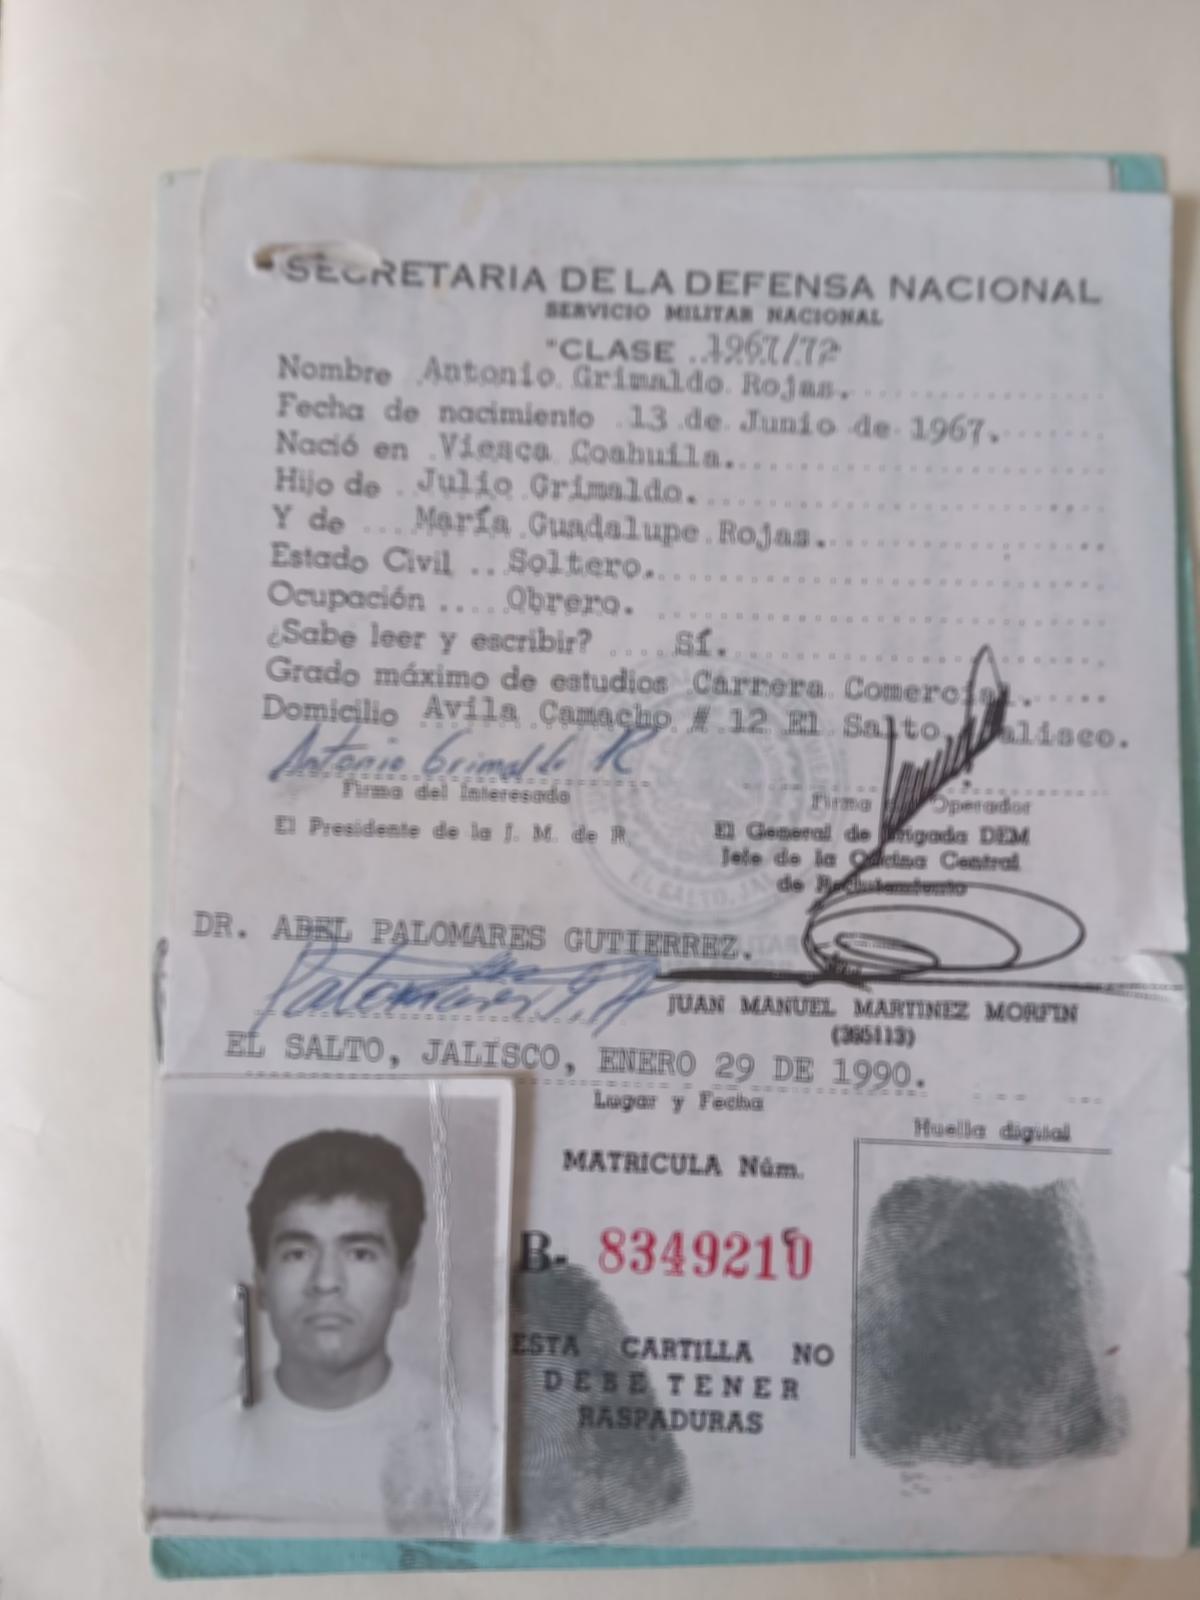 SECRETARIA DE LA DEFENSA NACIONAL
SERVICIO MILITAR NACIONAL
"CLASE 1967/72
Nombre Antonio Grimaldo Rojas.
Fecha de nacimiento 13 de Junio de 1967.
Nació en Viesca Coahuila.
Hijo de Julio Grimaldo.
Y de María Guadalupe Rojas.
Estado Civil Soltero.
Ocupación Obrero.
¿Sabe leer y escribir? Sí.
Grado máximo de estudios Carrera Comercial.
Domicilio Avila Camacho # 12 El Salto, Jalisco.
Antonio Grimaldo R
Firma del Interesado
Firma Operador
El Presidente de la J. M. de R.
El General de Brigada DEM
Jefe de la Oficina Central
de Reclutamiento
EL SALTO, JAL
DR. ABEL PALOMARES GUTIERREZ.
JUAN MANUEL MARTINEZ MORFIN
(395113)
EL SALTO, JALISCO, ENERO 29 DE 1990.
Lugar y Fecha
Huella digital
MATRICULA Núm.
B- 8349210
ESTA CARTILLA NO
DEBE TENER
RASPADURAS